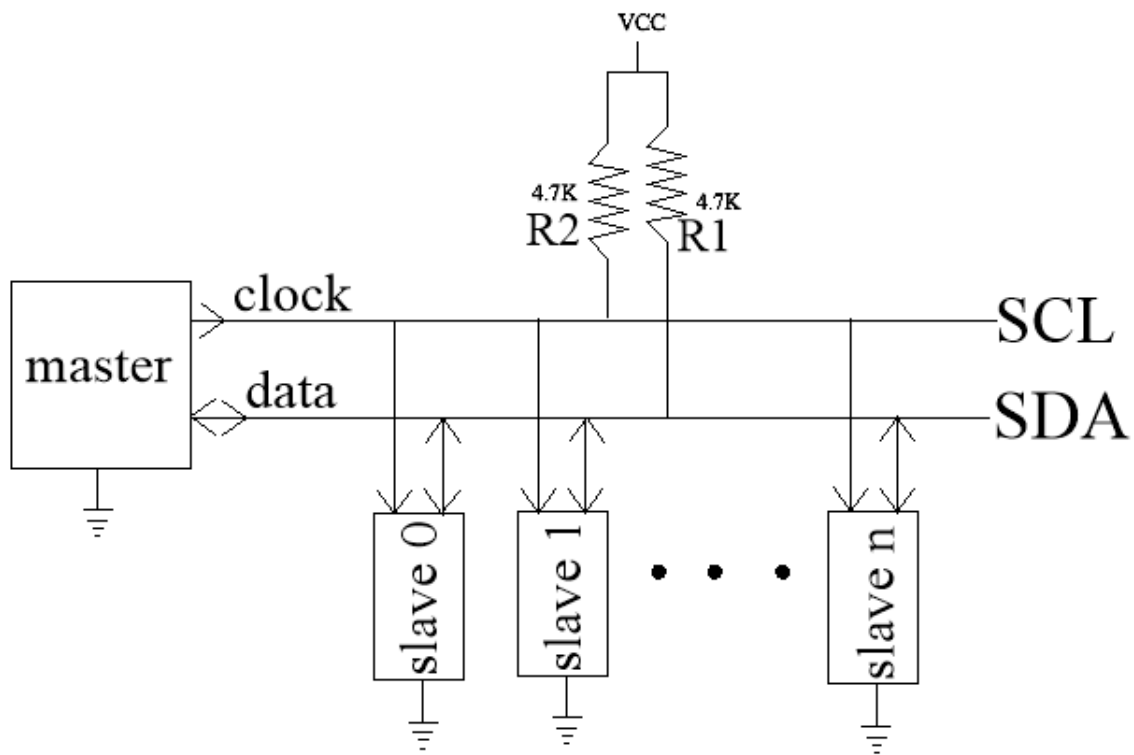 VCC
4.7K
R2
4.7K
R1
clock
SCL
master
data
SDA
slave 0
slave 1
slave n